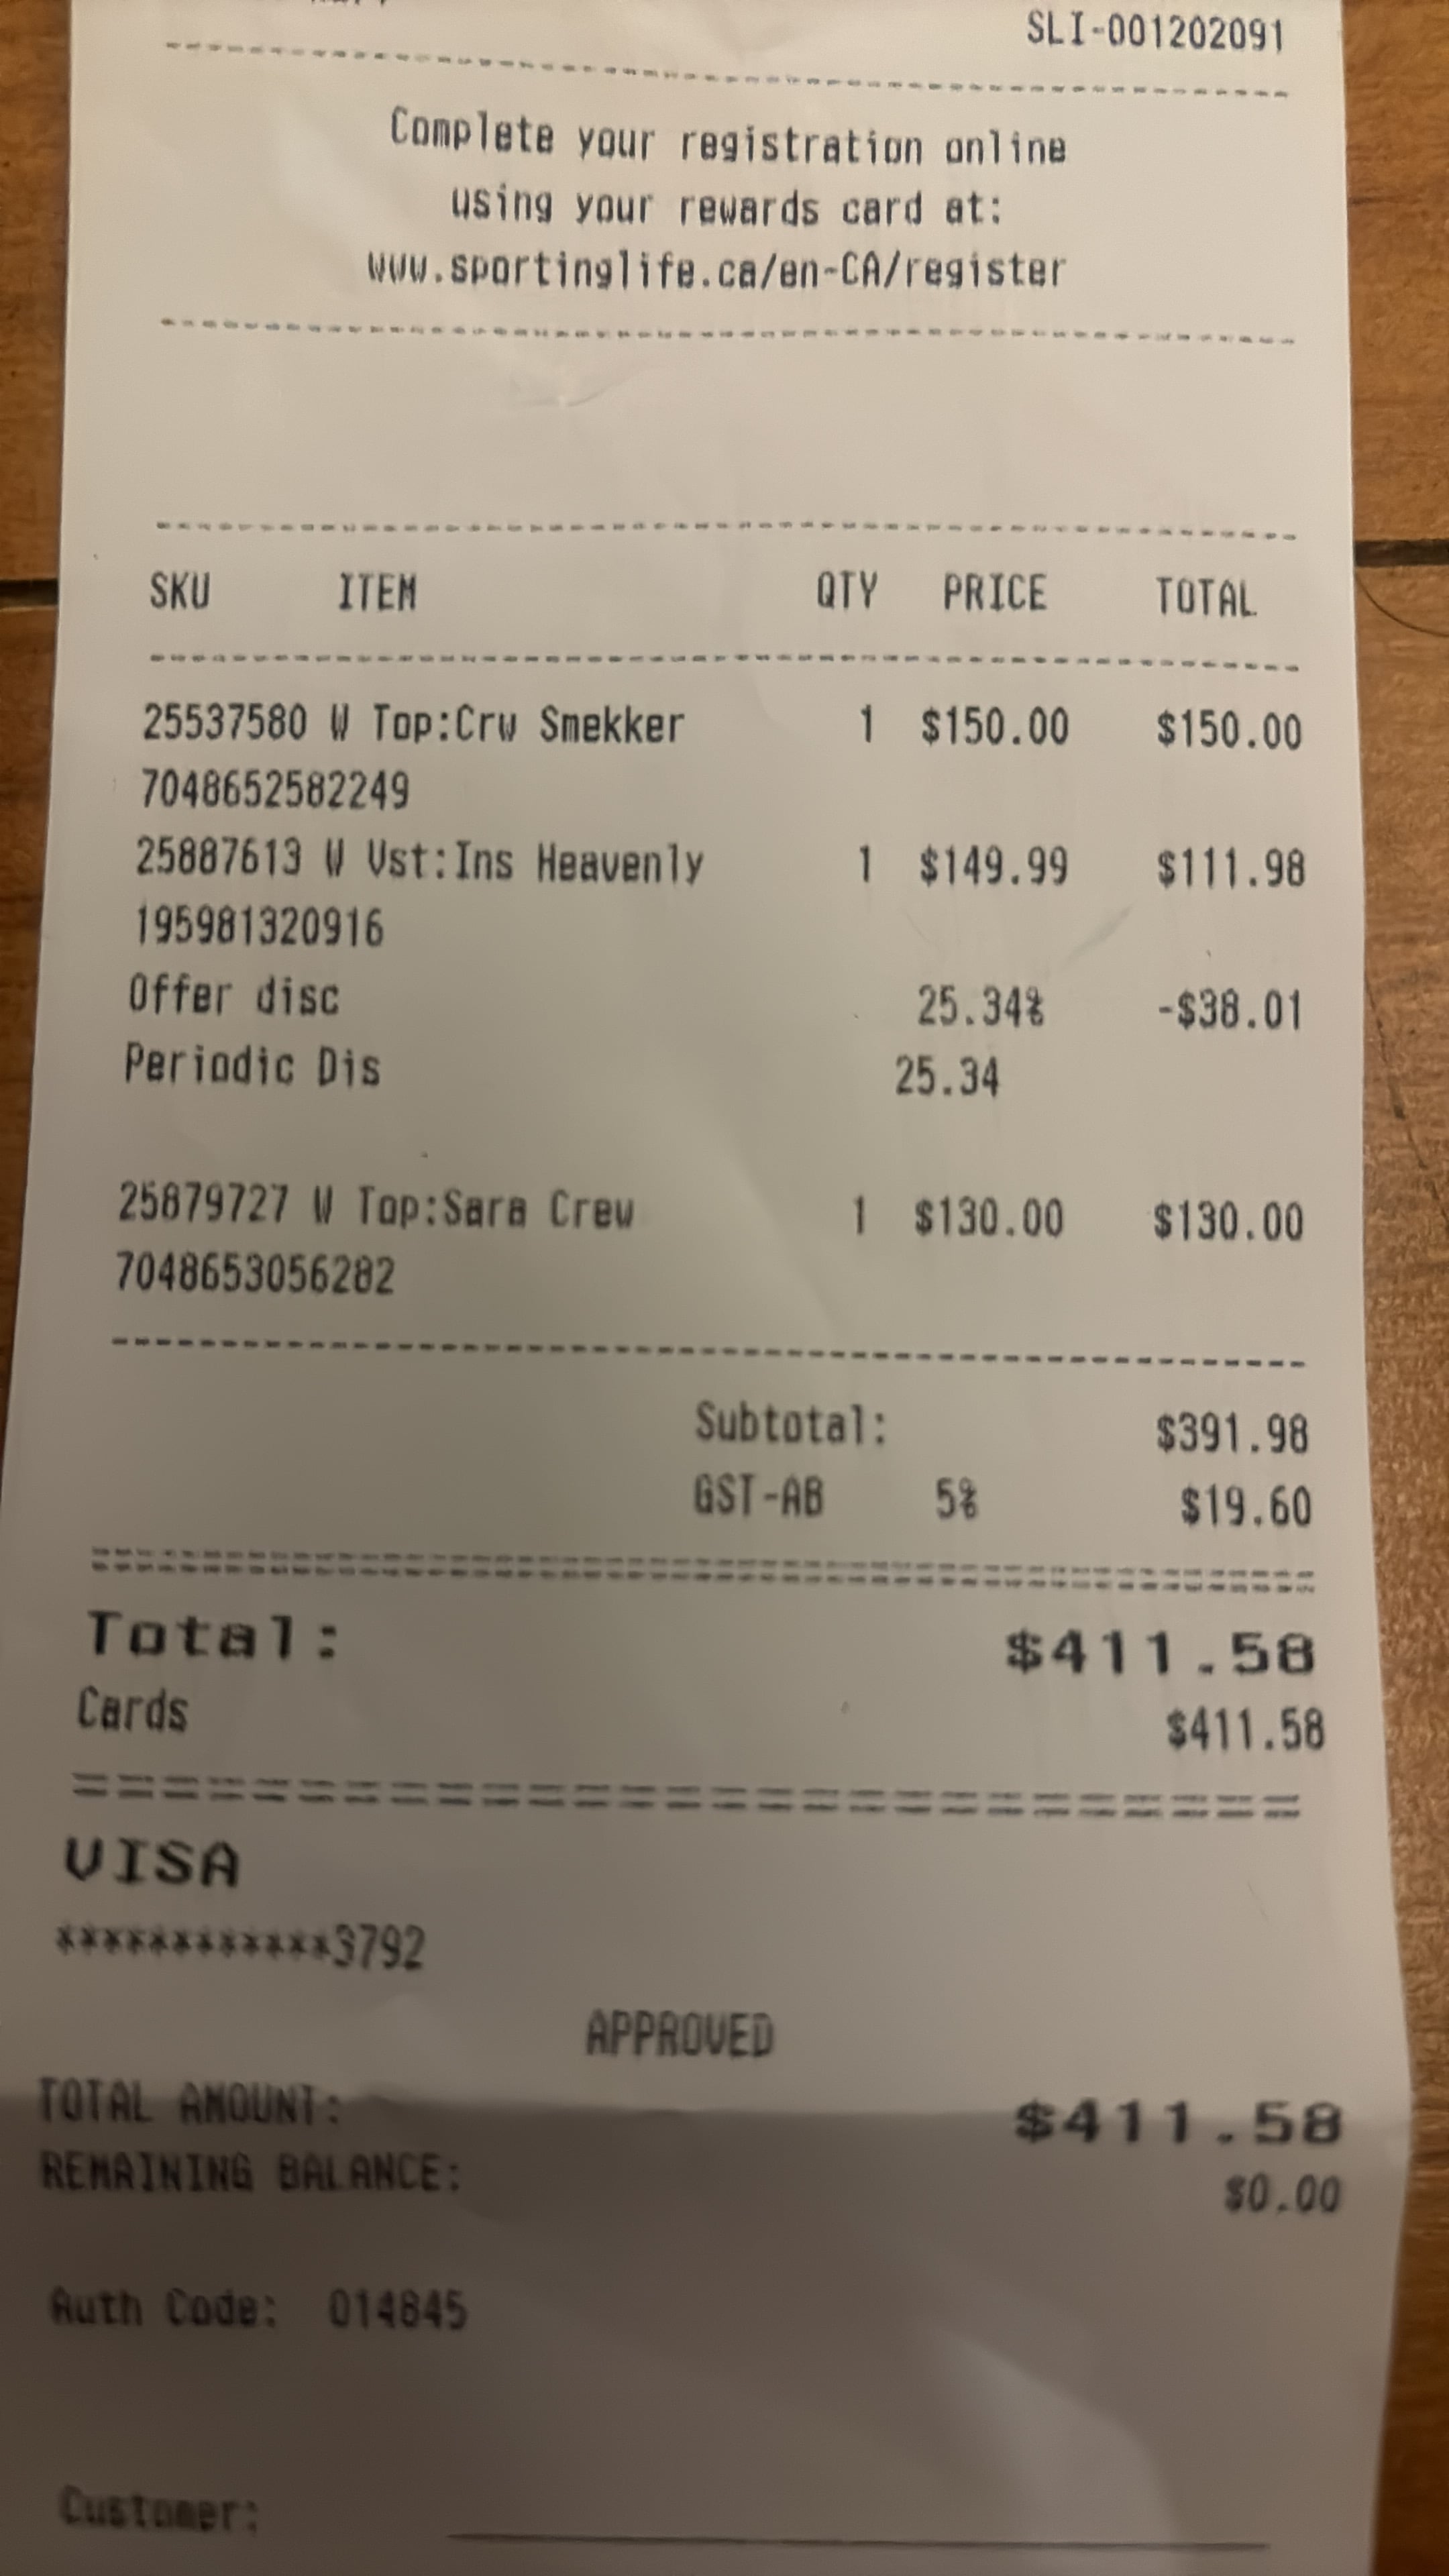 SLI-001202091
Complete your registration online
using your rewards card at:
www.sportinglife.ca/en-CA/register
SKU ITEM QTY PRICE TOTAL
25537580 W Top:Crw Smekker 1 $150.00 $150.00
7048652582249
25887613 W Vst:Ins Heavenly 1 $149.99 $111.98
195981320916
Offer disc 25.34% -$38.01
Periodic Dis 25.34
25879727 W Top:Sara Crew 1 $130.00 $130.00
7048653056282
Subtotal: $391.98
GST-AB 5% $19.60
Total: $411.58
Cards $411.58
VISA
************3792
APPROVED
TOTAL AMOUNT: $411.58
REMAINING BALANCE: $0.00
Auth Code: 014845
Customer: